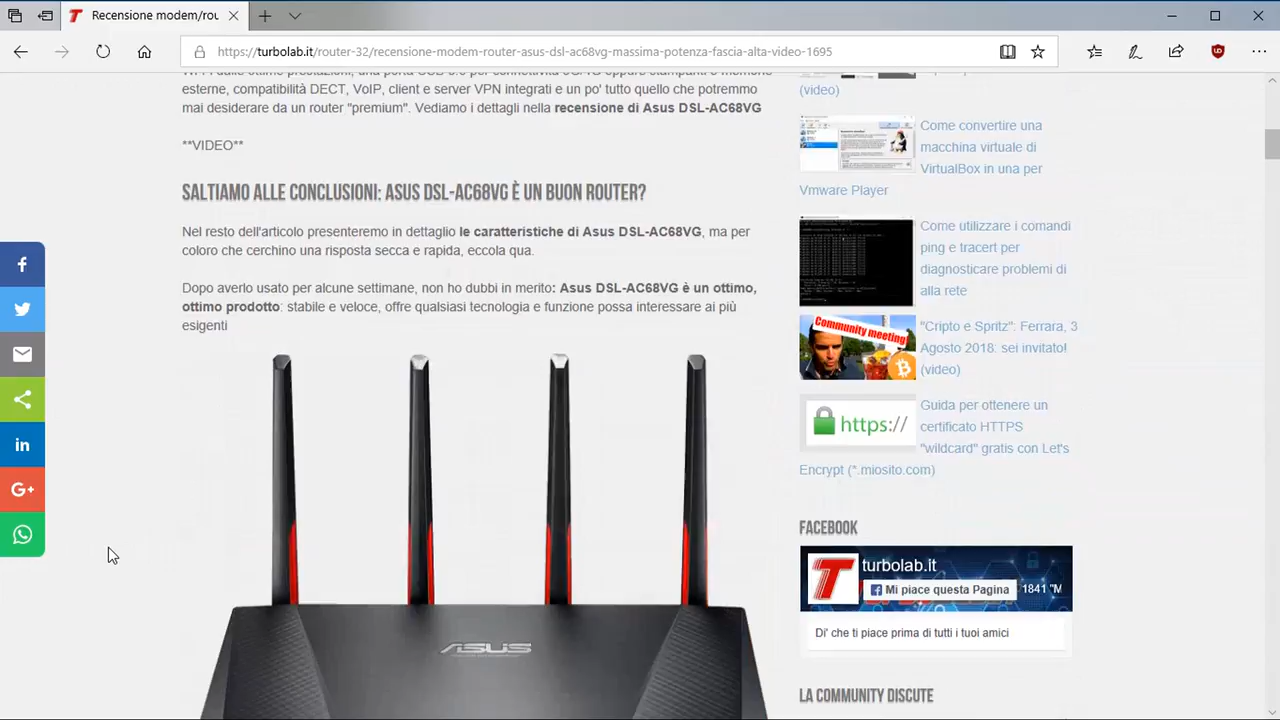 Recensione modem/rou
https://turbolab.it/router-32/recensione-modem-router-asus-dsl-ac68vg-massima-potenza-fascia-alta-video-1695
esterne, compatibilità DECT, VoIP, client e server VPN integrati e un po' tutto quello che potremmo
mai desiderare da un router "premium". Vediamo i dettagli nella recensione di Asus DSL-AC68VG
**VIDEO**
SALTIAMO ALLE CONCLUSIONI: ASUS DSL-AC68VG È UN BUON ROUTER?
Nel resto dell'articolo presenteremo in dettaglio le caratteristiche di Asus DSL-AC68VG, ma per
coloro che cerchino una risposta secca e rapida, eccola qua.
Dopo averlo usato per alcune settimane, non ho dubbi in merito: Asus DSL-AC68VG è un ottimo,
ottimo prodotto: stabile e veloce, offre qualsiasi tecnologia e funzione possa interessare ai più
esigenti
ASUS
(video)
Come convertire una
macchina virtuale di
VirtualBox in una per
Vmware Player
Come utilizzare i comandi
ping e tracert per
diagnosticare problemi di
alla rete
Community meeting
"Cripto e Spritz": Ferrara, 3
Agosto 2018: sei invitato!
(video)
https://
Guida per ottenere un
certificato HTTPS
"wildcard" gratis con Let's
Encrypt (*.miosito.com)
FACEBOOK
turbolab.it
Mi piace questa Pagina
1841 "M
Di' che ti piace prima di tutti i tuoi amici
LA COMMUNITY DISCUTE
f
in
G+